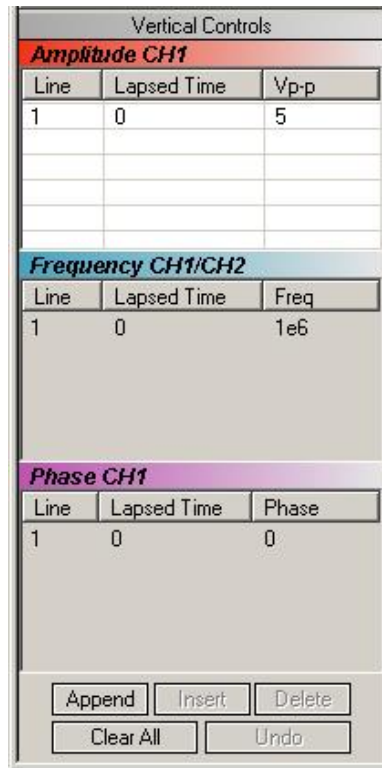 Vertical Controls
Amplitude CH1
Line Lapsed Time Vp-p
1 0 5
Frequency CH1/CH2
Line Lapsed Time Freq
1 0 1e6
Phase CH1
Line Lapsed Time Phase
1 0 0
Append Insert Delete
Clear All Undo